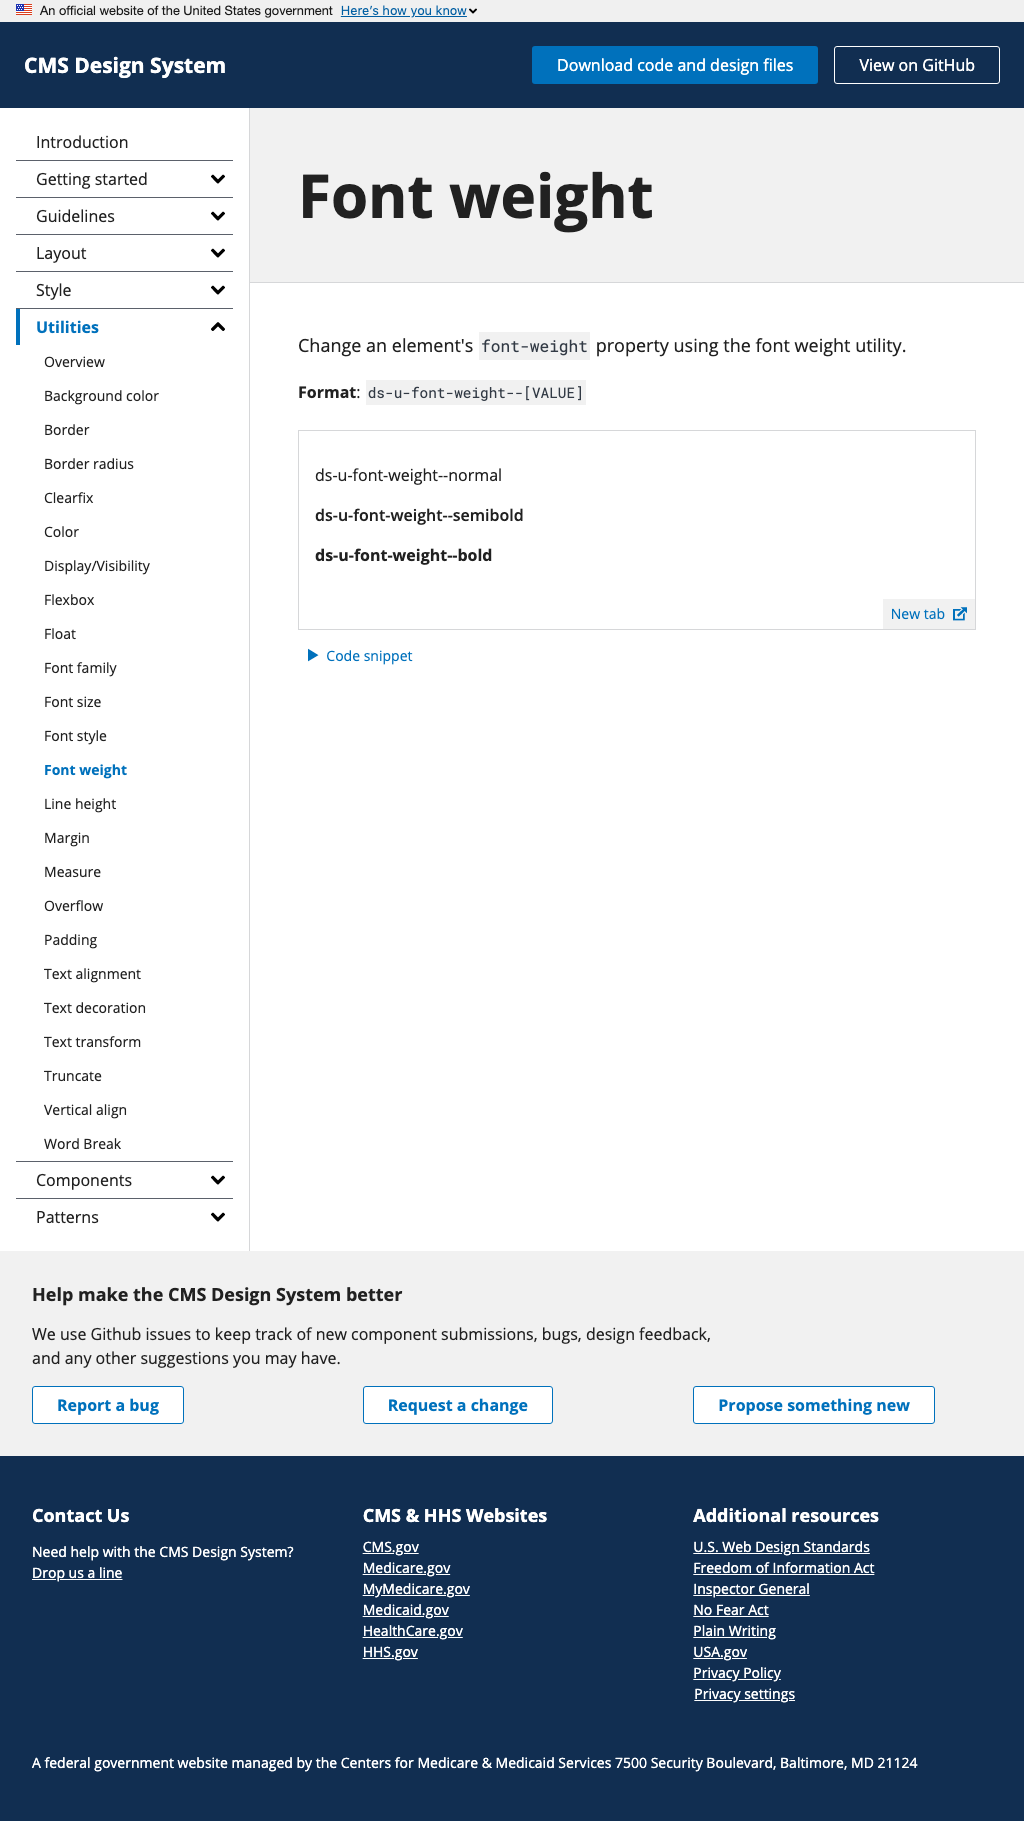 An official website of the United States government Here's how you know
CMS Design System
Download code and design files
View on GitHub
Introduction
Getting started
Guidelines
Layout
Style
Utilities
Overview
Background color
Border
Border radius
Clearfix
Color
Display/Visibility
Flexbox
Float
Font family
Font size
Font style
Font weight
Line height
Margin
Measure
Overflow
Padding
Text alignment
Text decoration
Text transform
Truncate
Vertical align
Word Break
Components
Patterns
Font weight
Change an element's font-weight property using the font weight utility.
Format: ds-u-font-weight--[VALUE]
ds-u-font-weight--normal
ds-u-font-weight--semibold
ds-u-font-weight--bold
New tab
Code snippet
Help make the CMS Design System better
We use Github issues to keep track of new component submissions, bugs, design feedback,
and any other suggestions you may have.
Report a bug
Request a change
Propose something new
Contact Us
Need help with the CMS Design System?
Drop us a line
CMS & HHS Websites
CMS.gov
Medicare.gov
MyMedicare.gov
Medicaid.gov
HealthCare.gov
HHS.gov
Additional resources
U.S. Web Design Standards
Freedom of Information Act
Inspector General
No Fear Act
Plain Writing
USA.gov
Privacy Policy
Privacy settings
A federal government website managed by the Centers for Medicare & Medicaid Services 7500 Security Boulevard, Baltimore, MD 21124